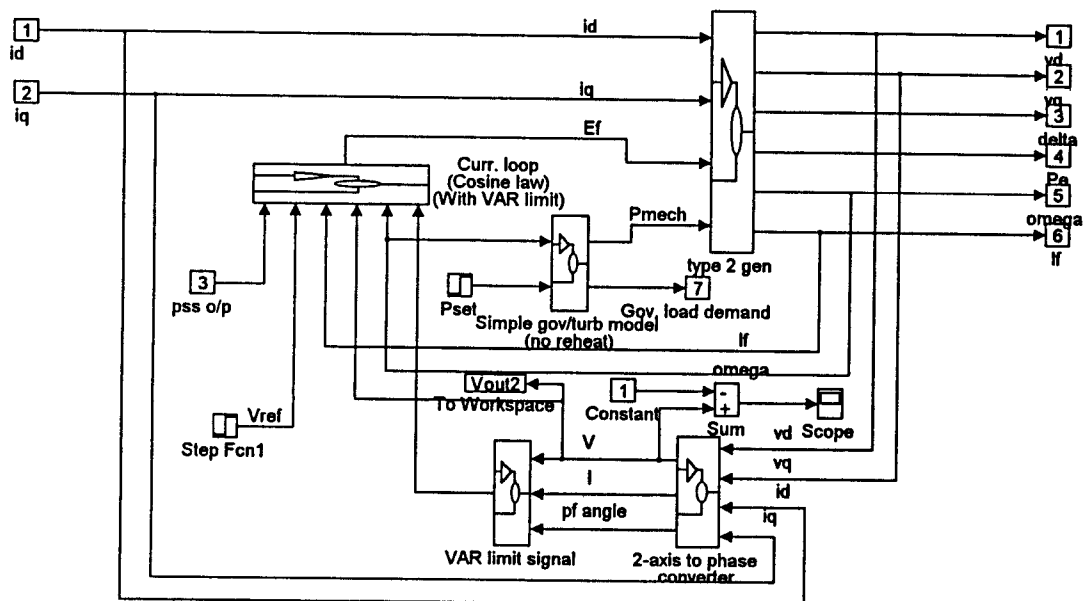 1
id
id
1
vd
2
iq
iq
2
vq
3
Ef
delta
4
Curr. loop
(Cosine law)
(With VAR limit)
Pe
5
Pmech
omega
6
If
type 2 gen
3
pss o/p
Pset
7
Gov. load demand
Simple gov/turb model
(no reheat)
If
omega
Vout2
To Workspace
1
Constant
-
+
Sum
Scope
Vref
Step Fcn1
V
vd
I
vq
pf angle
id
iq
VAR limit signal
2-axis to phase
converter